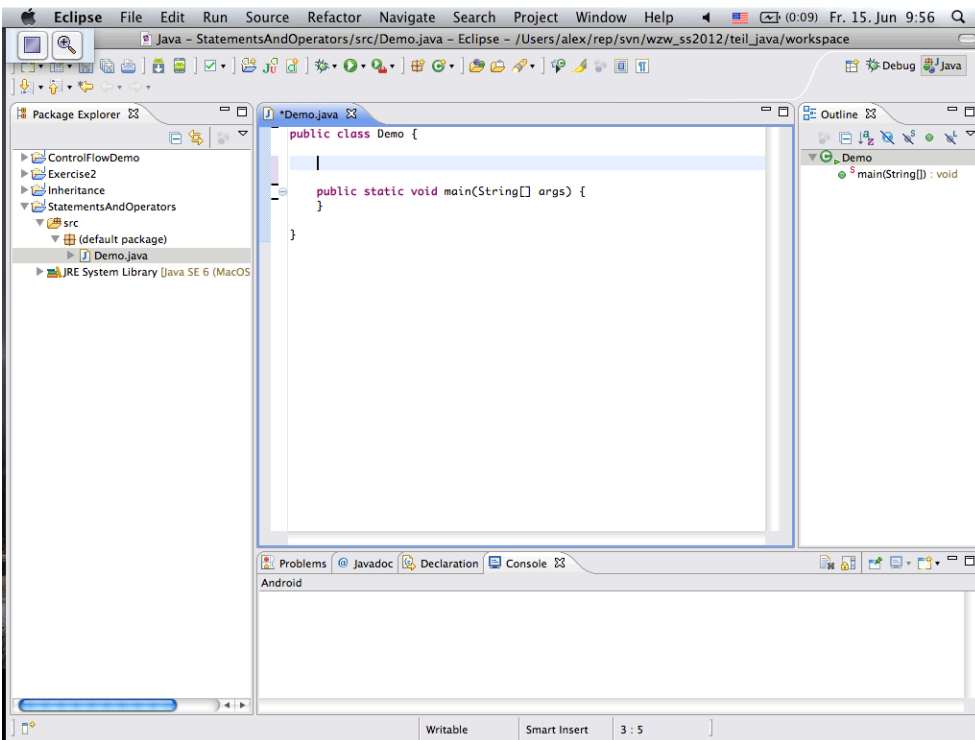 Eclipse File Edit Run Source Refactor Navigate Search Project Window Help (0:09) Fr. 15. Jun 9:56
Java – StatementsAndOperators/src/Demo.java – Eclipse – /Users/alex/rep/svn/wzw_ss2012/teil_java/workspace
Debug Java
Package Explorer
ControlFlowDemo
Exercise2
Inheritance
StatementsAndOperators
src
(default package)
Demo.java
JRE System Library [Java SE 6 (MacOS
*Demo.java
public class Demo {
public static void main(String[] args) {
}
}
Outline
Demo
main(String[]) : void
Problems @ Javadoc Declaration Console
Android
Writable Smart Insert 3 : 5